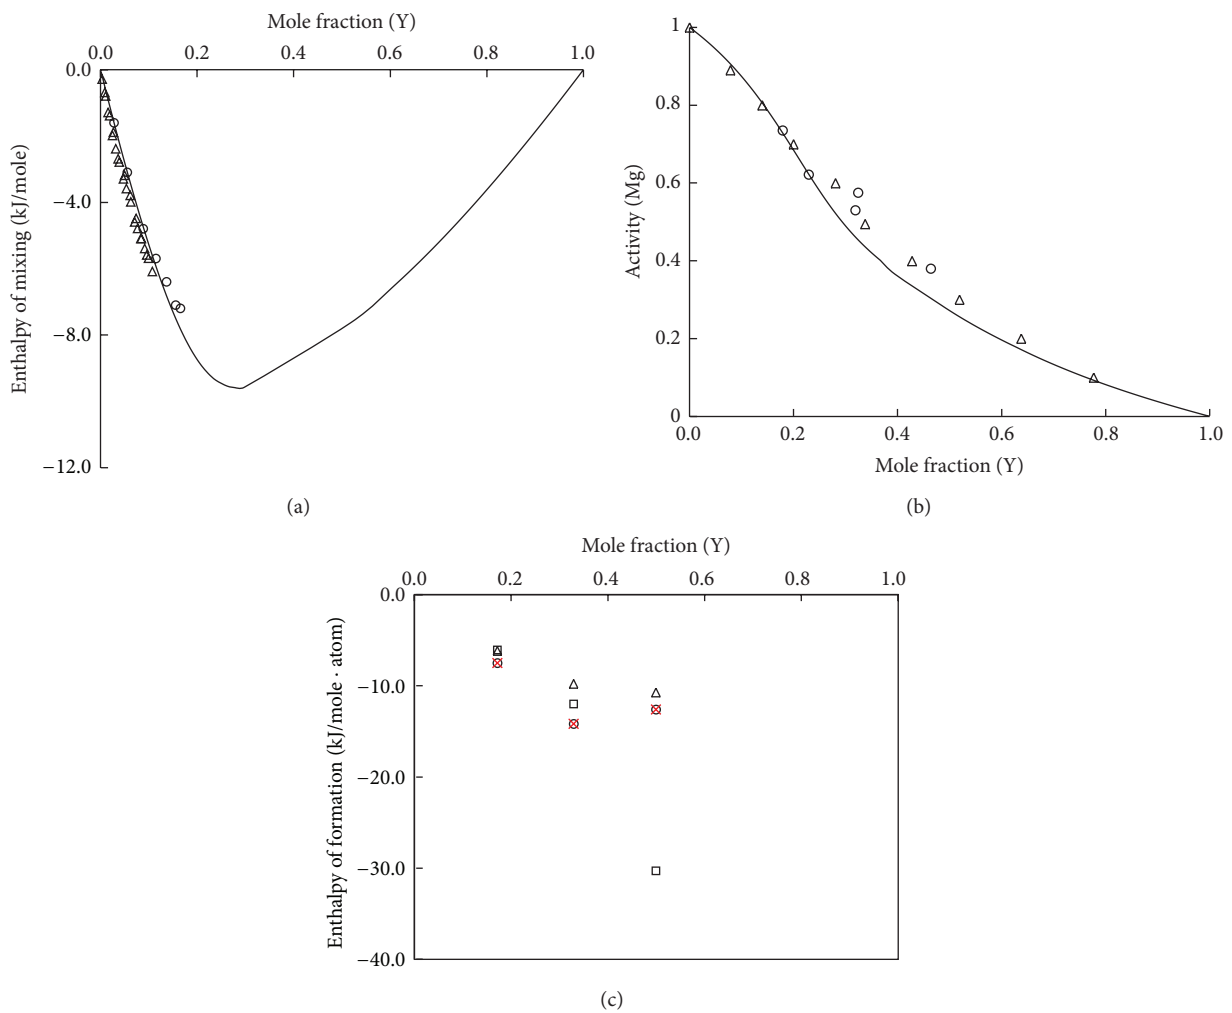 Mole fraction (Y)
0.0 0.2 0.4 0.6 0.8 1.0
0.0
−4.0
−8.0
−12.0
Enthalpy of mixing (kJ/mole)
(a)
1
0.8
0.6
0.4
0.2
0
Activity (Mg)
0.0 0.2 0.4 0.6 0.8 1.0
Mole fraction (Y)
(b)
Mole fraction (Y)
0.0 0.2 0.4 0.6 0.8 1.0
0.0
−10.0
−20.0
−30.0
−40.0
Enthalpy of formation (kJ/mole · atom)
(c)